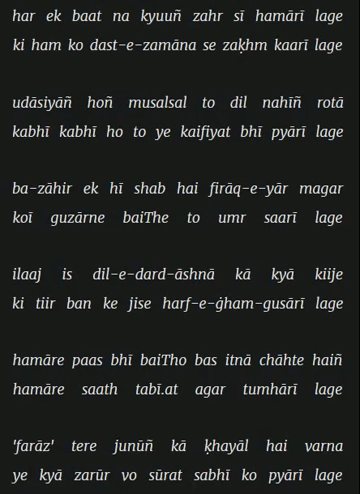 har ek baat na kyuuñ zahr sī hamārī lage
ki ham ko dast-e-zamāna se zaḳhm kaarī lage
udāsiyāñ hoñ musalsal to dil nahīñ rotā
kabhī kabhī ho to ye kaifiyat bhī pyārī lage
ba-zāhir ek hī shab hai firāq-e-yār magar
koī guzārne baiThe to umr saarī lage
ilaaj is dil-e-dard-āshnā kā kyā kiije
ki tiir ban ke jise harf-e-ġham-gusārī lage
hamāre paas bhī baiTho bas itnā chāhte haiñ
hamāre saath tabī.at agar tumhārī lage
'farāz' tere junūñ kā ḳhayāl hai varna
ye kyā zarūr vo sūrat sabhī ko pyārī lage